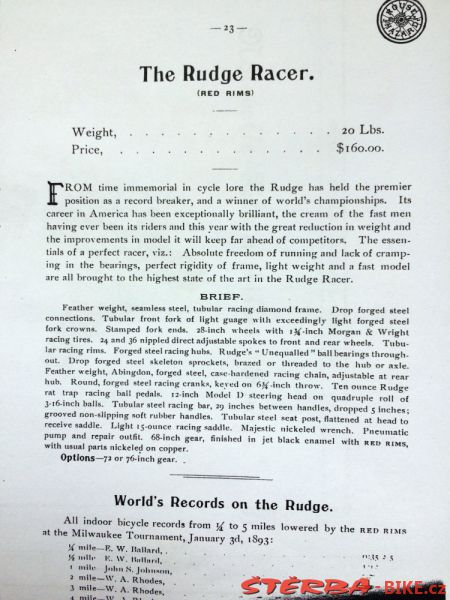 — 23 —
HOUSE HAZARD
The Rudge Racer.
(RED RIMS)
Weight, . . . . . . . . . . . . 20 Lbs.
Price, . . . . . . . . . . . . $160.00.
FROM time immemorial in cycle lore the Rudge has held the premier
position as a record breaker, and a winner of world's championships. Its
career in America has been exceptionally brilliant, the cream of the fast men
having ever been its riders and this year with the great reduction in weight and
the improvements in model it will keep far ahead of competitors. The essen-
tials of a perfect racer, viz.: Absolute freedom of running and lack of cramp-
ing in the bearings, perfect rigidity of frame, light weight and a fast model
are all brought to the highest state of the art in the Rudge Racer.
BRIEF.
Feather weight, seamless steel, tubular racing diamond frame. Drop forged steel
connections. Tubular front fork of light guage with exceedingly light forged steel
fork crowns. Stamped fork ends. 28-inch wheels with 1¾-inch Morgan & Wright
racing tires. 24 and 36 nippled direct adjustable spokes to front and rear wheels. Tubu-
lar racing rims. Forged steel racing hubs. Rudge's "Unequalled" ball bearings through-
out. Drop forged steel skeleton sprockets, brazed or threaded to the hub or axle.
Feather weight, Abingdon, forged steel, case-hardened racing chain, adjustable at rear
hub. Round, forged steel racing cranks, keyed on 6¾-inch throw. Ten ounce Rudge
rat trap racing ball pedals. 12-inch Model D steering head on quadruple roll of
3-16-inch balls. Tubular steel racing bar, 29 inches between handles, dropped 5 inches;
grooved non-slipping soft rubber handles. Tubular steel seat post, flattened at head to
receive saddle. Light 15-ounce racing saddle. Majestic nickeled wrench. Pneumatic
pump and repair outfit. 68-inch gear, finished in jet black enamel with RED RIMS,
with usual parts nickeled on copper.
Options—72 or 76-inch gear.
World's Records on the Rudge.
All indoor bicycle records from ¼ to 5 miles lowered by the RED RIMS
at the Milwaukee Tournament, January 3d, 1893:
¼ mile—E. W. Ballard, . 0:35 2-5
½ mile—E. W. Ballard,
1 mile—John S. Johnson,
2 mile—W. A. Rhodes,
3 mile—W. A. Rhodes,
4 mile—W. A. Rhodes,
ŠTĚRBA-BIKE.cz